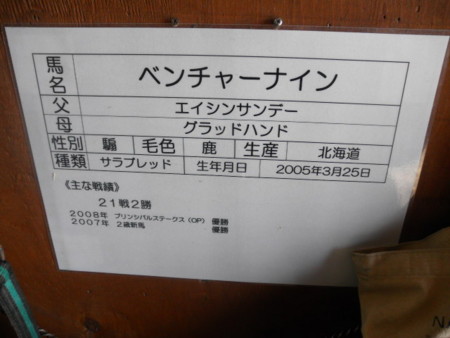 馬名 ベンチャーナイン
父 エイシンサンデー
母 グラッドハンド
性別 騸 毛色 鹿 生産 北海道
種類 サラブレッド 生年月日 2005年3月25日
《主な戦績》
21戦2勝
2008年 プリンシパルステークス(OP) 優勝
2007年 2歳新馬 優勝
NA